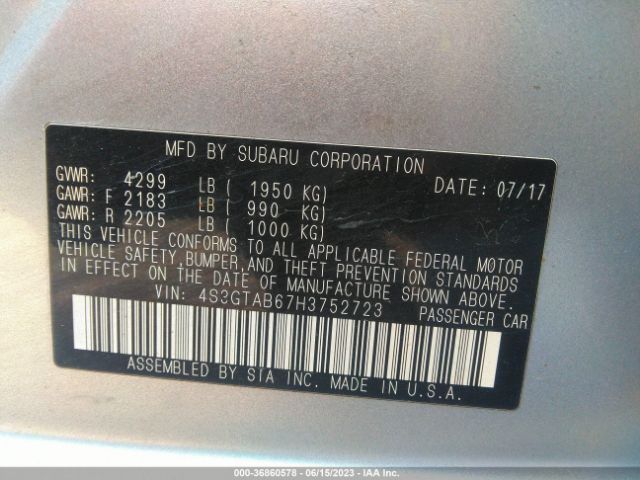 MFD BY SUBARU CORPORATION
GVWR: 4299 LB ( 1950 KG) DATE: 07/17
GAWR: F 2183 LB ( 990 KG)
GAWR: R 2205 LB ( 1000 KG)
THIS VEHICLE CONFORMS TO ALL APPLICABLE FEDERAL MOTOR
VEHICLE SAFETY, BUMPER, AND THEFT PREVENTION STANDARDS
IN EFFECT ON THE DATE OF MANUFACTURE SHOWN ABOVE.
VIN: 4S3GTAB67H3752723 PASSENGER CAR
ASSEMBLED BY SIA INC. MADE IN U.S.A.
000-36860578 - 06/15/2023 - IAA Inc.